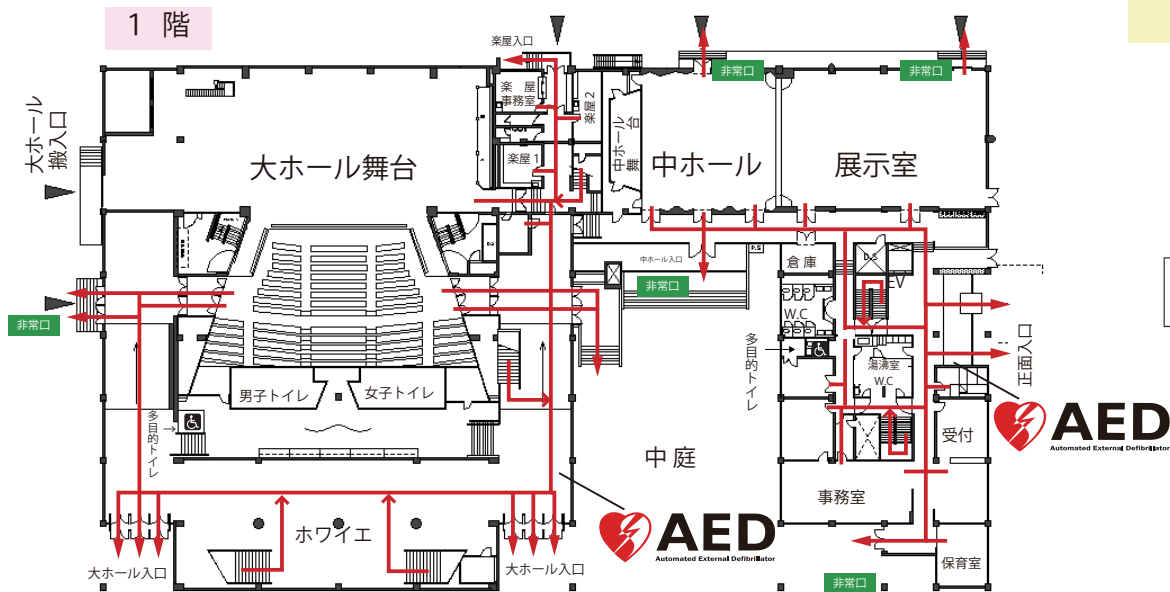 1 階
楽屋入口
非常口
非常口
大ホール
搬入口
楽 屋
事務室
楽屋2
楽屋1
中ホール
舞 台
大ホール舞台
中ホール
展示室
中ホール入口
P.S
倉庫
D.S
EV
非常口
W.C
非常口
多目的トイレ
湯沸室
W.C
正面入口
男子トイレ
女子トイレ
多目的トイレ
受付
AED
Automated External Defibrillator
中 庭
事務室
AED
Automated External Defibrillator
ホワイエ
大ホール入口
大ホール入口
保育室
非常口